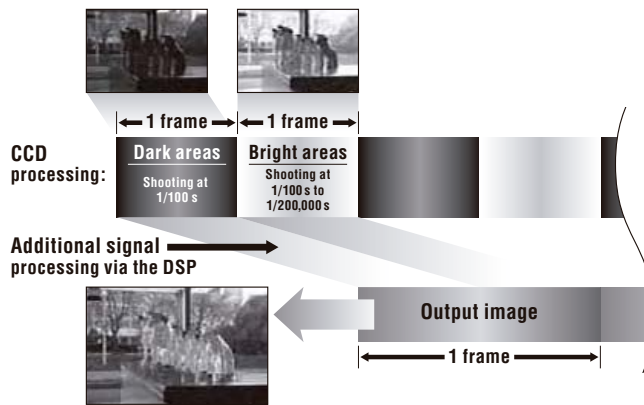 1 frame
1 frame
CCD
processing:
Dark areas
Shooting at
1/100 s
Bright areas
Shooting at
1/100 s to
1/200,000 s
Additional signal
processing via the DSP
Output image
1 frame